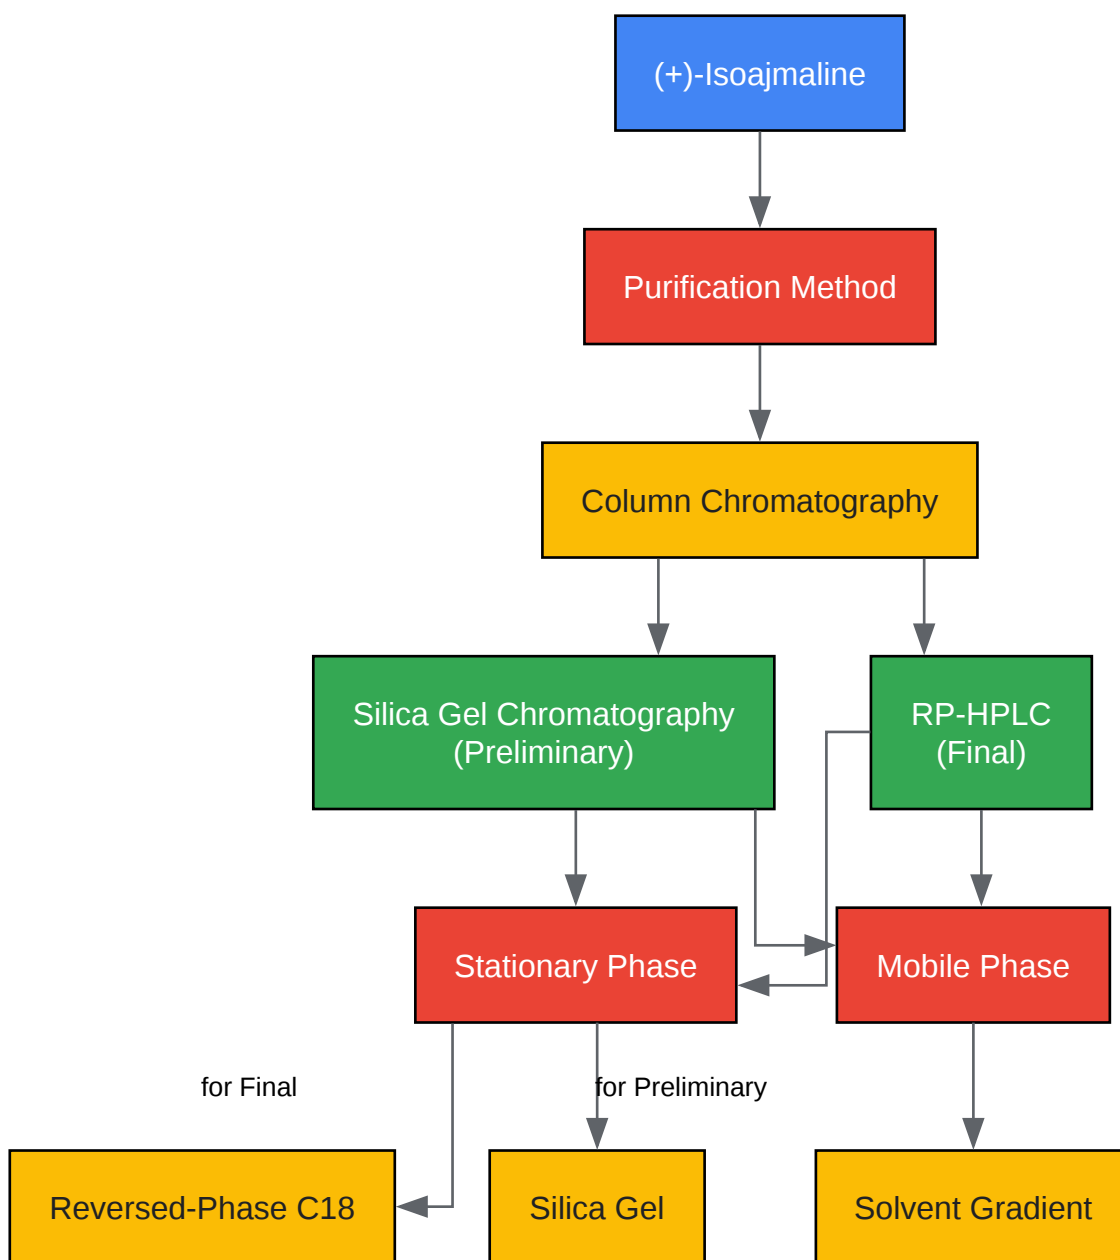 (+)-Isoajmaline
Purification Method
Column Chromatography
Silica Gel Chromatography
(Preliminary)
RP-HPLC
(Final)
Stationary Phase
Mobile Phase
for Final
for Preliminary
Reversed-Phase C18
Silica Gel
Solvent Gradient